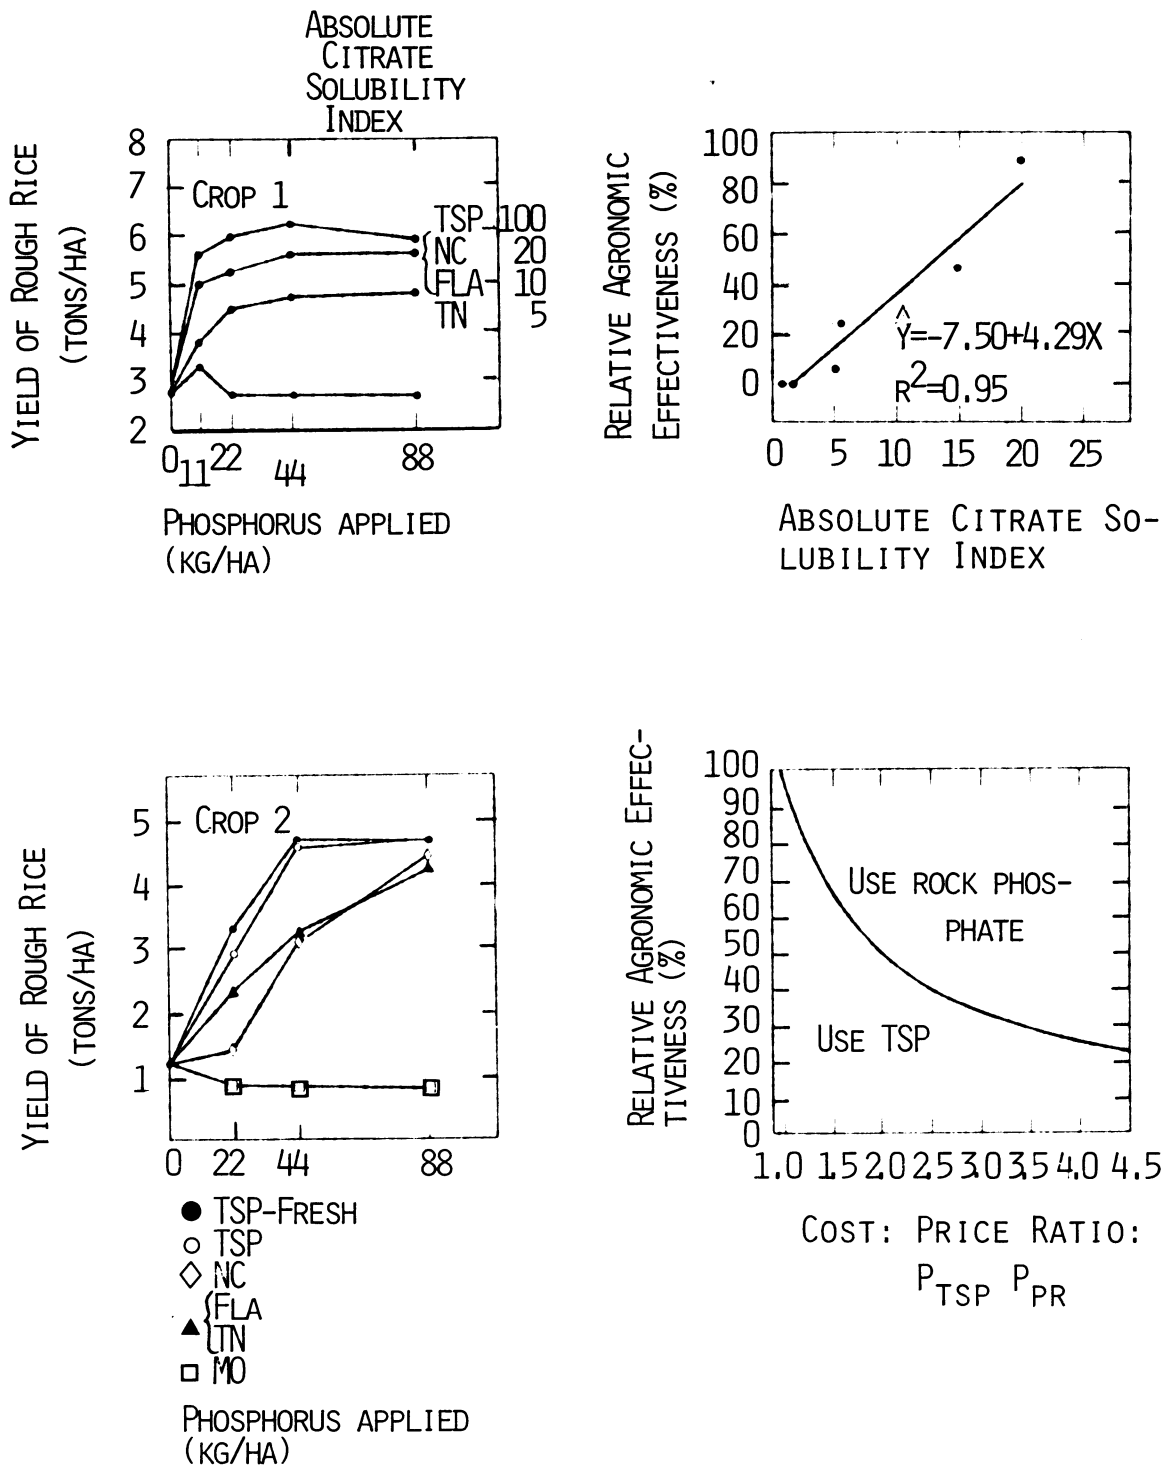 ABSOLUTE
CITRATE
SOLUBILITY
INDEX
YIELD OF ROUGH RICE
(TONS/HA)
8
7
6
5
4
3
2
CROP 1
TSP 100
NC 20
FLA 10
TN 5
0 11 22 44 88
PHOSPHORUS APPLIED
(KG/HA)
RELATIVE AGRONOMIC
EFFECTIVENESS (%)
100
80
60
40
20
0
Ŷ=-7.50+4.29X
R²=0.95
0 5 10 15 20 25
ABSOLUTE CITRATE SO-
LUBILITY INDEX
YIELD OF ROUGH RICE
(TONS/HA)
5
4
3
2
1
CROP 2
0 22 44 88
TSP-FRESH
TSP
NC
FLA
TN
MO
PHOSPHORUS APPLIED
(KG/HA)
RELATIVE AGRONOMIC EFFEC-
TIVENESS (%)
100
90
80
70
60
50
40
30
20
10
0
USE ROCK PHOS-
PHATE
USE TSP
1.0 1.5 2.0 2.5 3.0 3.5 4.0 4.5
COST: PRICE RATIO:
P_TSP P_PR